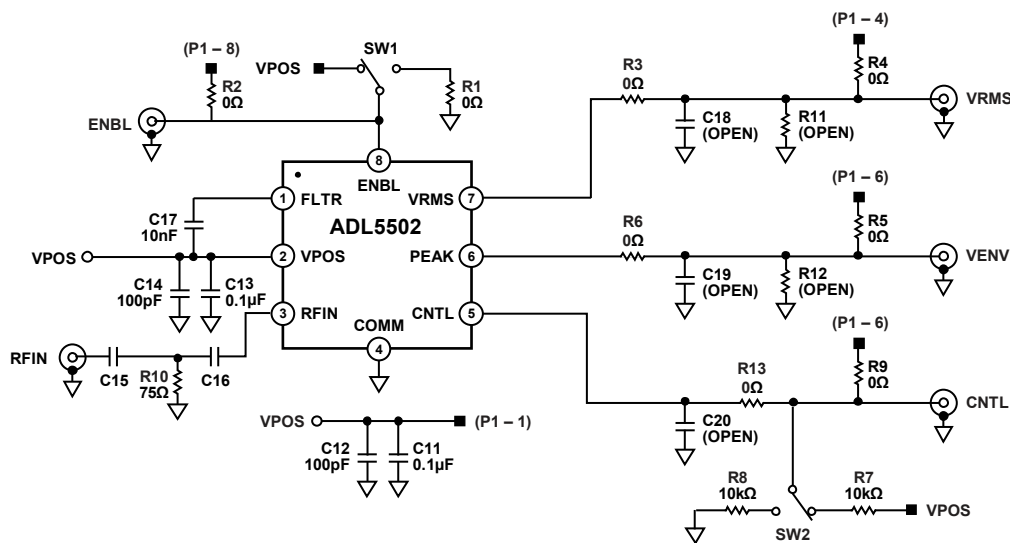 (P1 – 8)
R2
0Ω
ENBL
VPOS
SW1
R1
0Ω
R3
0Ω
(P1 – 4)
R4
0Ω
C18
(OPEN)
R11
(OPEN)
VRMS
8
ENBL
1
FLTR
VRMS
7
ADL5502
C17
10nF
VPOS
2
VPOS
PEAK
6
C14
100pF
C13
0.1µF
3
RFIN
CNTL
5
COMM
4
R6
0Ω
(P1 – 6)
R5
0Ω
C19
(OPEN)
R12
(OPEN)
VENV
RFIN
C15
R10
75Ω
C16
VPOS
(P1 – 1)
C12
100pF
C11
0.1µF
(P1 – 6)
R13
0Ω
R9
0Ω
CNTL
C20
(OPEN)
R8
10kΩ
R7
10kΩ
VPOS
SW2